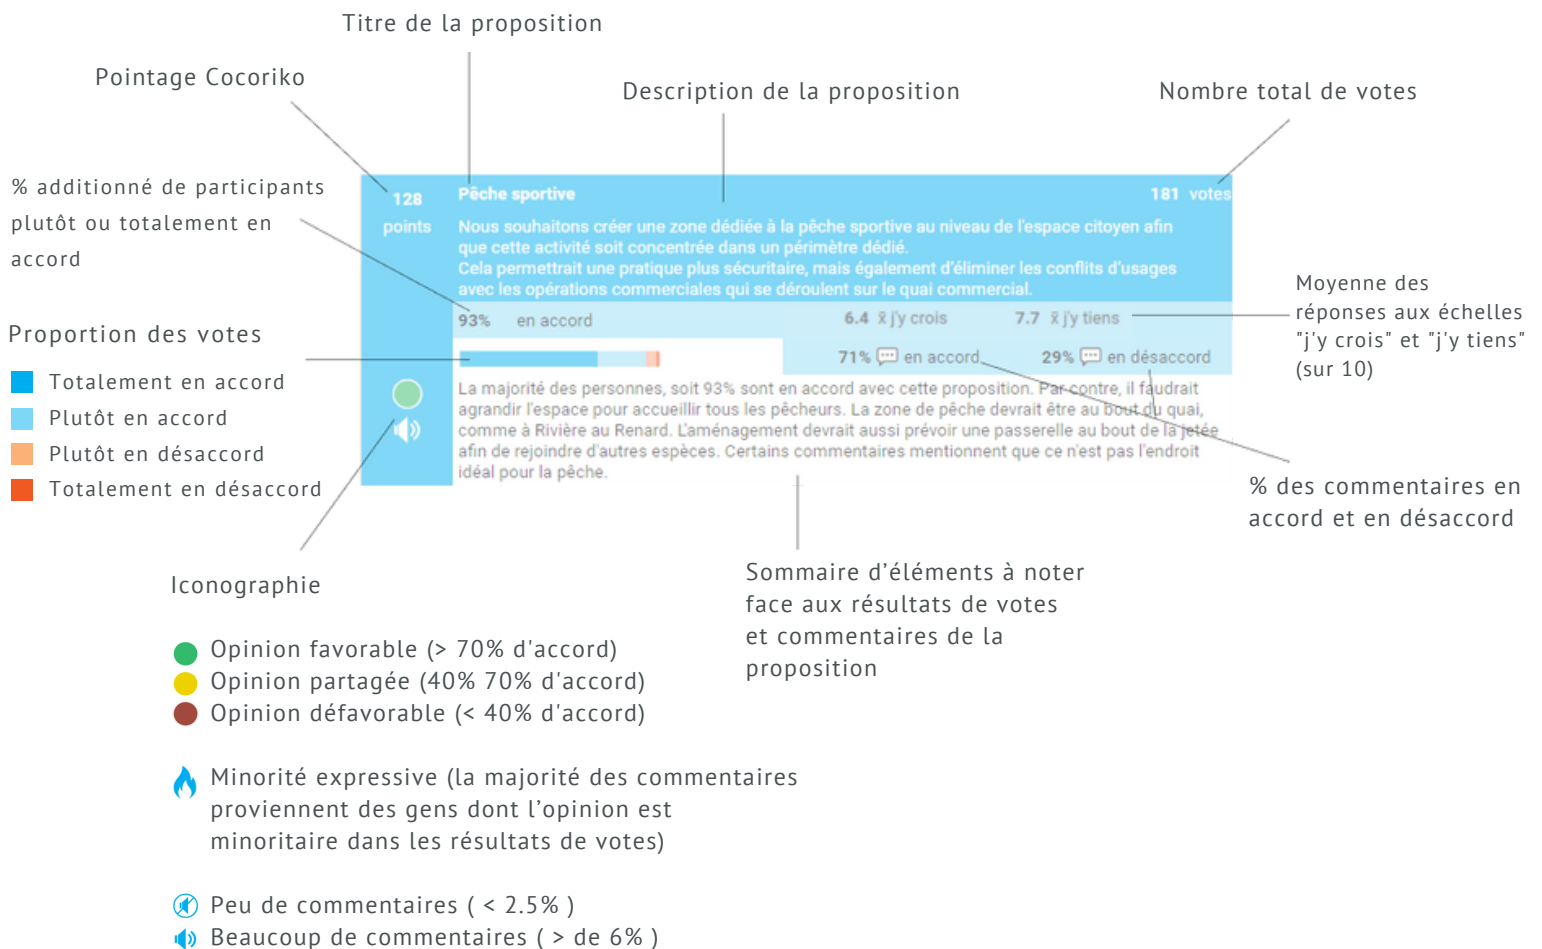 Titre de la proposition
Pointage Cocoriko
Description de la proposition
Nombre total de votes
% additionné de participants
plutôt ou totalement en
accord
128
points
Pêche sportive
181 votes
Nous souhaitons créer une zone dédiée à la pêche sportive au niveau de l'espace citoyen afin
que cette activité soit concentrée dans un périmètre dédié.
Cela permettrait une pratique plus sécuritaire, mais également d'éliminer les conflits d'usages
avec les opérations commerciales qui se déroulent sur le quai commercial.
93% en accord
6.4 x̄ j'y crois
7.7 x̄ j'y tiens
71% en accord
29% en désaccord
La majorité des personnes, soit 93% sont en accord avec cette proposition. Par contre, il faudrait
agrandir l'espace pour accueillir tous les pêcheurs. La zone de pêche devrait être au bout du quai,
comme à Rivière au Renard. L'aménagement devrait aussi prévoir une passerelle au bout de la jetée
afin de rejoindre d'autres espèces. Certains commentaires mentionnent que ce n'est pas l'endroit
idéal pour la pêche.
Moyenne des
réponses aux échelles
"j'y crois" et "j'y tiens"
(sur 10)
Proportion des votes
Totalement en accord
Plutôt en accord
Plutôt en désaccord
Totalement en désaccord
% des commentaires en
accord et en désaccord
Sommaire d’éléments à noter
face aux résultats de votes
et commentaires de la
proposition
Iconographie
Opinion favorable (> 70% d'accord)
Opinion partagée (40% 70% d'accord)
Opinion défavorable (< 40% d'accord)
Minorité expressive (la majorité des commentaires
proviennent des gens dont l’opinion est
minoritaire dans les résultats de votes)
Peu de commentaires ( < 2.5% )
Beaucoup de commentaires ( > de 6% )